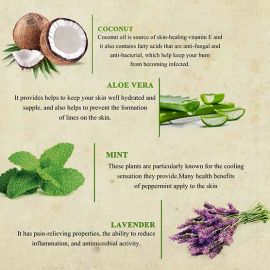 COCONUT
Coconut oil is source of skin-healing vitamin E and
it also contains fatty acids that are anti-fungal and
anti-bacterial, which help keep your burn
from becoming infected.
ALOE VERA
It provides helps to keep your skin well hydrated and
supple, and also helps to prevent the formation
of lines on the skin.
MINT
These plants are particularly known for the cooling
sensation they provide.Many health benefits
of peppermint apply to the skin
LAVENDER
It has pain-relieving properties, the ability to reduce
inflammation, and antimicrobial activity.